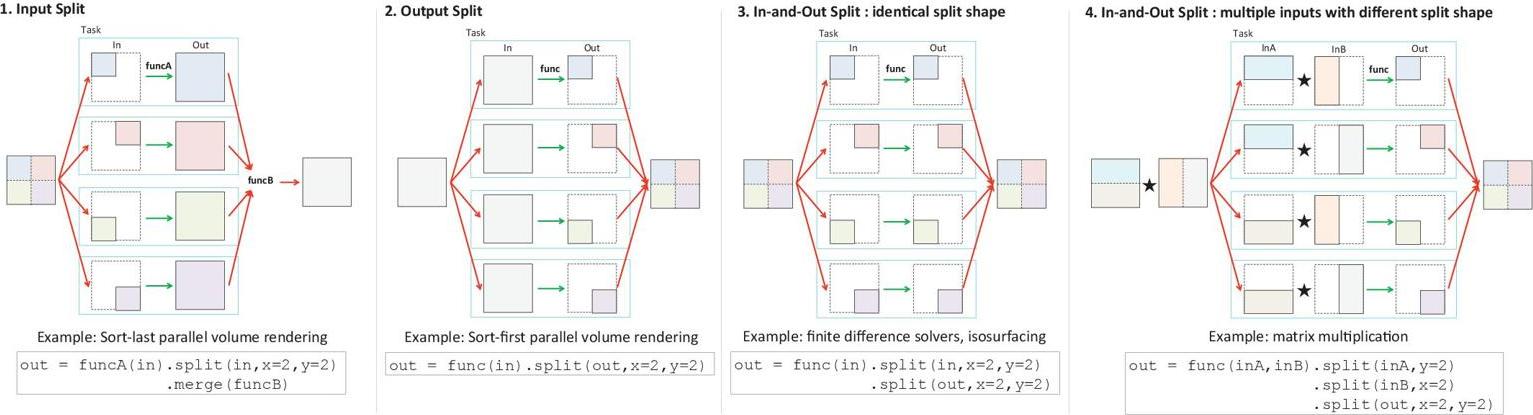 1. Input Split
Task
In
Out
funcA
funcB
Example: Sort-last parallel volume rendering
out = funcA(in).split(in,x=2,y=2)
.merge(funcB)
2. Output Split
Task
In
Out
func
Example: Sort-first parallel volume rendering
out = func(in).split(out,x=2,y=2)
3. In-and-Out Split : identical split shape
Task
In
Out
func
Example: finite difference solvers, isosurfacing
out = func(in).split(in,x=2,y=2)
.split(out,x=2,y=2)
4. In-and-Out Split : multiple inputs with different split shape
Task
InA
InB
Out
func
Example: matrix multiplication
out = func(inA,inB).split(inA,y=2)
.split(inB,x=2)
.split(out,x=2,y=2)